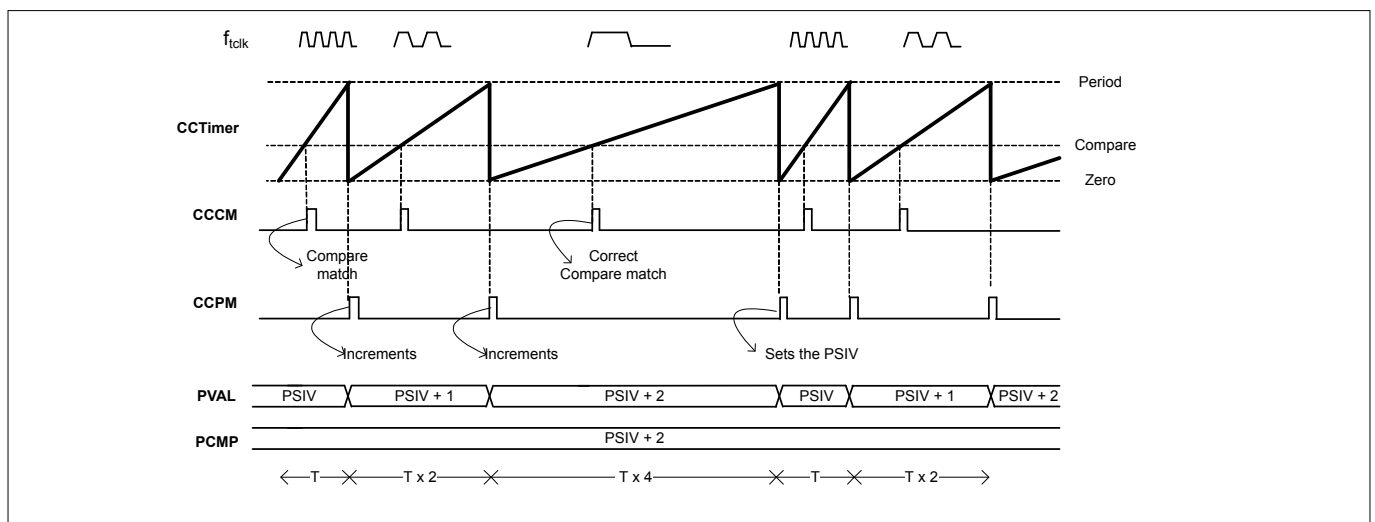 ftclk
Period
CCTimer
Compare
Zero
CCCM
Compare
match
Correct
Compare match
CCPM
Increments
Increments
Sets the PSIV
PVAL
PSIV
PSIV + 1
PSIV + 2
PSIV
PSIV + 1
PSIV + 2
PCMP
PSIV + 2
T
T x 2
T x 4
T
T x 2